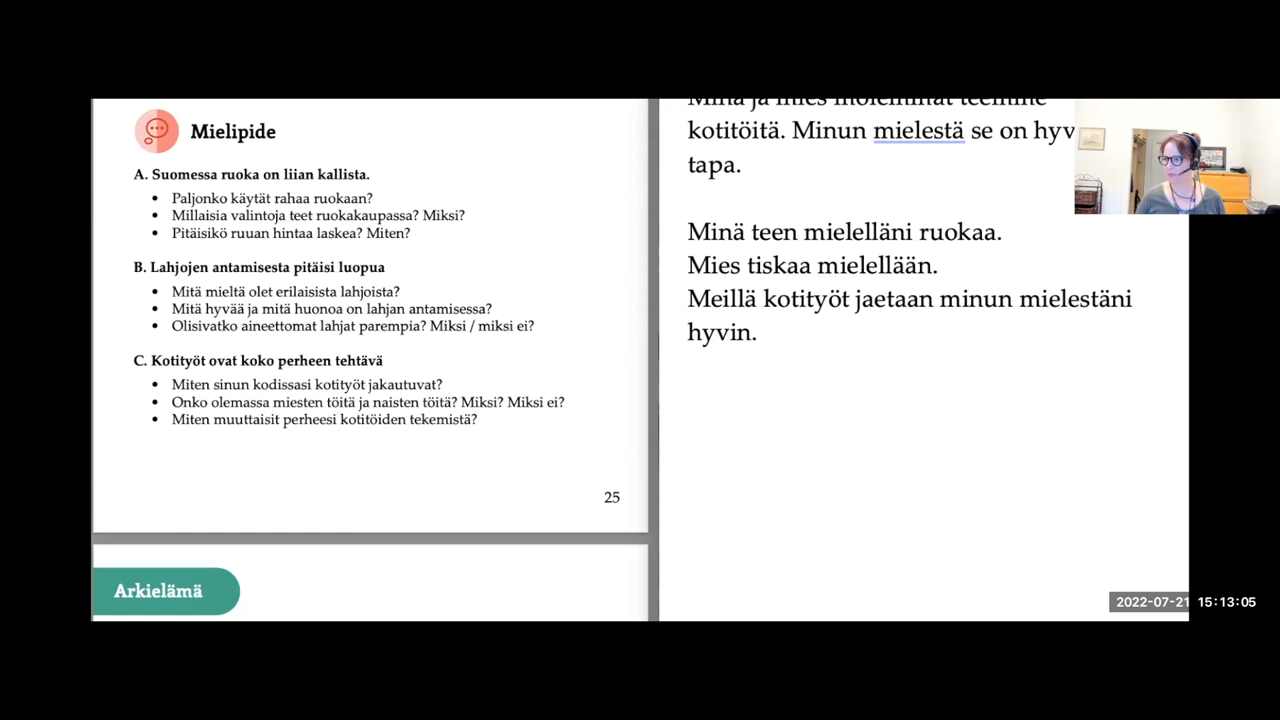 Mielipide
A. Suomessa ruoka on liian kallista.
• Paljonko käytät rahaa ruokaan?
• Millaisia valintoja teet ruokakaupassa? Miksi?
• Pitäisikö ruuan hintaa laskea? Miten?
B. Lahjojen antamisesta pitäisi luopua
• Mitä mieltä olet erilaisista lahjoista?
• Mitä hyvää ja mitä huonoa on lahjan antamisessa?
• Olisivatko aineettomat lahjat parempia? Miksi / miksi ei?
C. Kotityöt ovat koko perheen tehtävä
• Miten sinun kodissasi kotityöt jakautuvat?
• Onko olemassa miesten töitä ja naisten töitä? Miksi? Miksi ei?
• Miten muuttaisit perheesi kotitöiden tekemistä?
25
Arkielämä
Minä ja mies molemmat teemme
kotitöitä. Minun mielestä se on hyv
tapa.
Minä teen mielelläni ruokaa.
Mies tiskaa mielellään.
Meillä kotityöt jaetaan minun mielestäni
hyvin.
2022-07-21 15:13:05